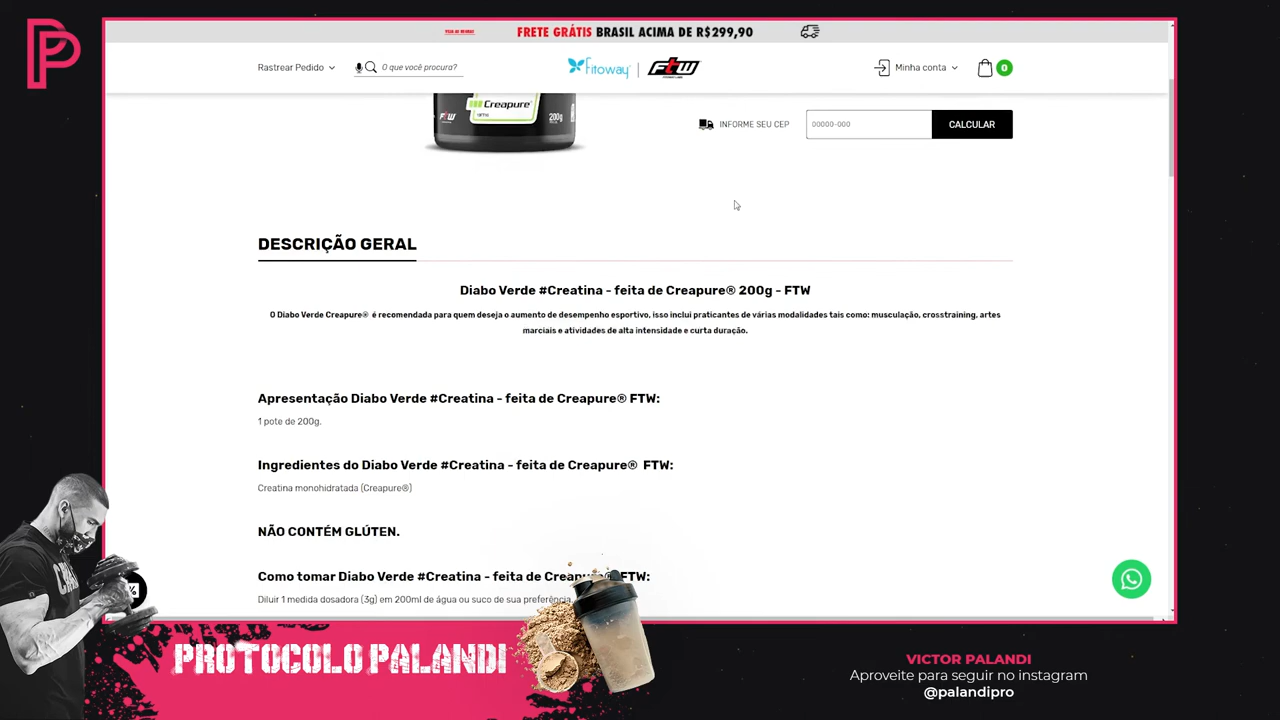 FRETE GRÁTIS BRASIL ACIMA DE R$299,90
Rastrear Pedido
O que você procura?
fitoway
FTW
Minha conta
0
Creapure®
FTW
200g
INFORME SEU CEP
00000-000
CALCULAR
DESCRIÇÃO GERAL
Diabo Verde #Creatina - feita de Creapure® 200g - FTW
O Diabo Verde Creapure® é recomendada para quem deseja o aumento de desempenho esportivo, isso inclui praticantes de várias modalidades tais como: musculação, crosstraining, artes
marciais e atividades de alta intensidade e curta duração.
Apresentação Diabo Verde #Creatina - feita de Creapure® FTW:
1 pote de 200g.
Ingredientes do Diabo Verde #Creatina - feita de Creapure® FTW:
Creatina monohidratada (Creapure®)
NÃO CONTÉM GLÚTEN.
Como tomar Diabo Verde #Creatina - feita de Creapure® FTW:
Diluir 1 medida dosadora (3g) em 200ml de água ou suco de sua preferência.
%
PROTOCOLO PALANDI
VICTOR PALANDI
Aproveite para seguir no instagram
@palandipro